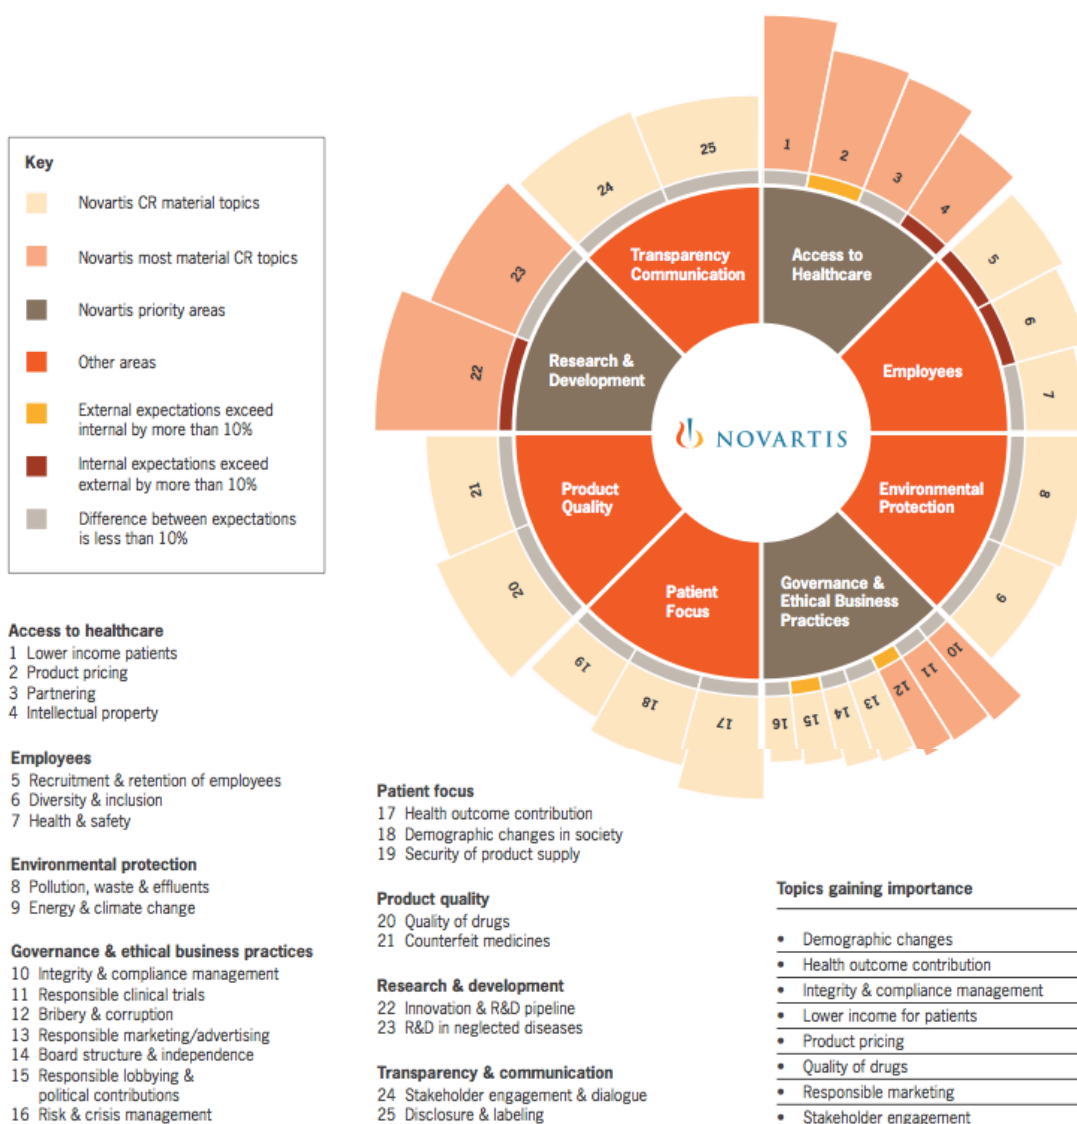 Key
Novartis CR material topics
Novartis most material CR topics
Novartis priority areas
Other areas
External expectations exceed
internal by more than 10%
Internal expectations exceed
external by more than 10%
Difference between expectations
is less than 10%
1
2
3
4
5
6
7
8
9
10
11
12
13
14
15
16
17
18
19
20
21
22
23
24
25
Transparency
Communication
Access to
Healthcare
Research &
Development
Employees
NOVARTIS
Product
Quality
Environmental
Protection
Patient
Focus
Governance &
Ethical Business
Practices
Access to healthcare
1 Lower income patients
2 Product pricing
3 Partnering
4 Intellectual property
Employees
5 Recruitment & retention of employees
6 Diversity & inclusion
7 Health & safety
Environmental protection
8 Pollution, waste & effluents
9 Energy & climate change
Governance & ethical business practices
10 Integrity & compliance management
11 Responsible clinical trials
12 Bribery & corruption
13 Responsible marketing/advertising
14 Board structure & independence
15 Responsible lobbying &
political contributions
16 Risk & crisis management
Patient focus
17 Health outcome contribution
18 Demographic changes in society
19 Security of product supply
Product quality
20 Quality of drugs
21 Counterfeit medicines
Research & development
22 Innovation & R&D pipeline
23 R&D in neglected diseases
Transparency & communication
24 Stakeholder engagement & dialogue
25 Disclosure & labeling
Topics gaining importance
• Demographic changes
• Health outcome contribution
• Integrity & compliance management
• Lower income for patients
• Product pricing
• Quality of drugs
• Responsible marketing
• Stakeholder engagement